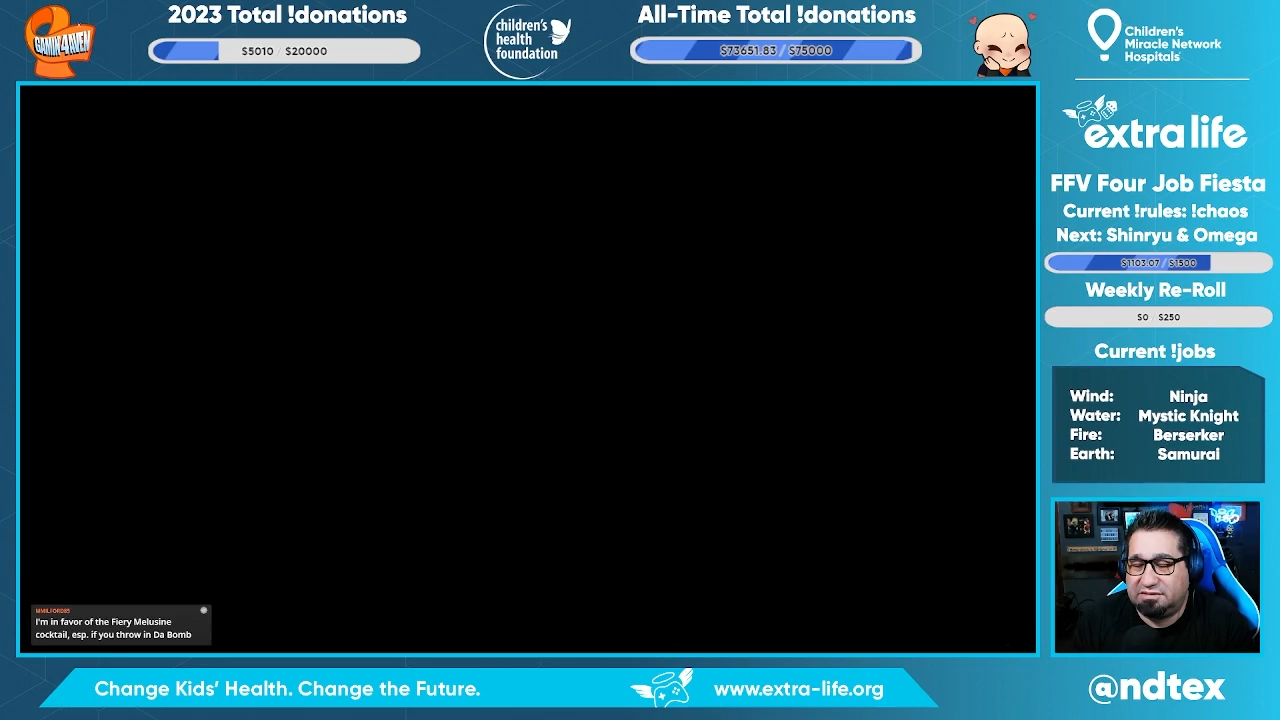 GAMIN4RVEN
2023 Total !donations
$5010 / $20000
children's
health
foundation
All-Time Total !donations
$73651.83 / $75000
Children's
Miracle Network
Hospitals
extra life
FFV Four Job Fiesta
Current !rules: !chaos
Next: Shinryu & Omega
$1103.07 / $1500
Weekly Re-Roll
$0 / $250
Current !jobs
Wind: Ninja
Water: Mystic Knight
Fire: Berserker
Earth: Samurai
MMILFORD85
I'm in favor of the Fiery Melusine
cocktail, esp. if you throw in Da Bomb
Change Kids' Health. Change the Future.
www.extra-life.org
@ndtex